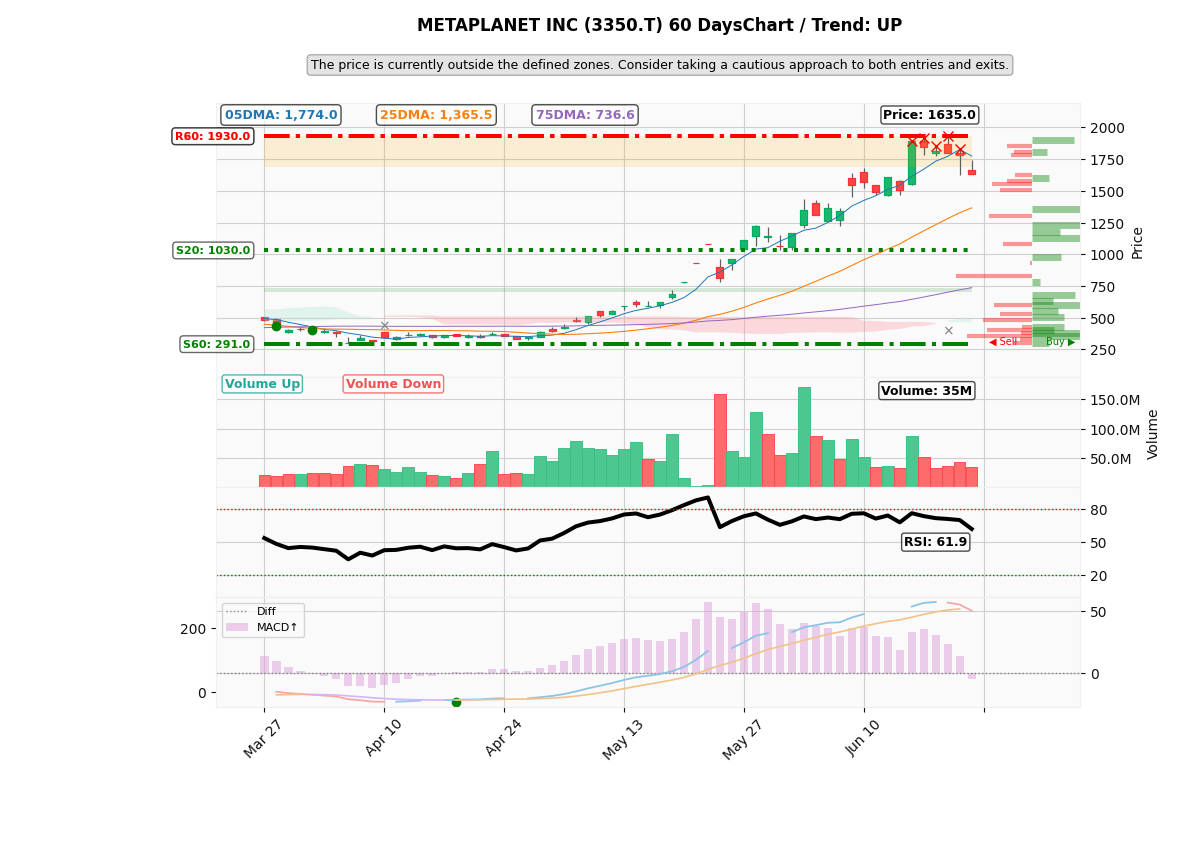 METAPLANET INC (3350.T) 60 DaysChart / Trend: UP
The price is currently outside the defined zones. Consider taking a cautious approach to both entries and exits.
05DMA: 1,774.0
25DMA: 1,365.5
75DMA: 736.6
Price: 1635.0
R60: 1930.0
S20: 1030.0
S60: 291.0
2000
1750
1500
1250
1000
750
500
250
Price
◀ Sell
Buy ▶
Volume Up
Volume Down
Volume: 35M
150.0M
100.0M
50.0M
Volume
80
50
20
RSI: 61.9
Diff
MACD↑
200
0
50
0
Mar 27
Apr 10
Apr 24
May 13
May 27
Jun 10